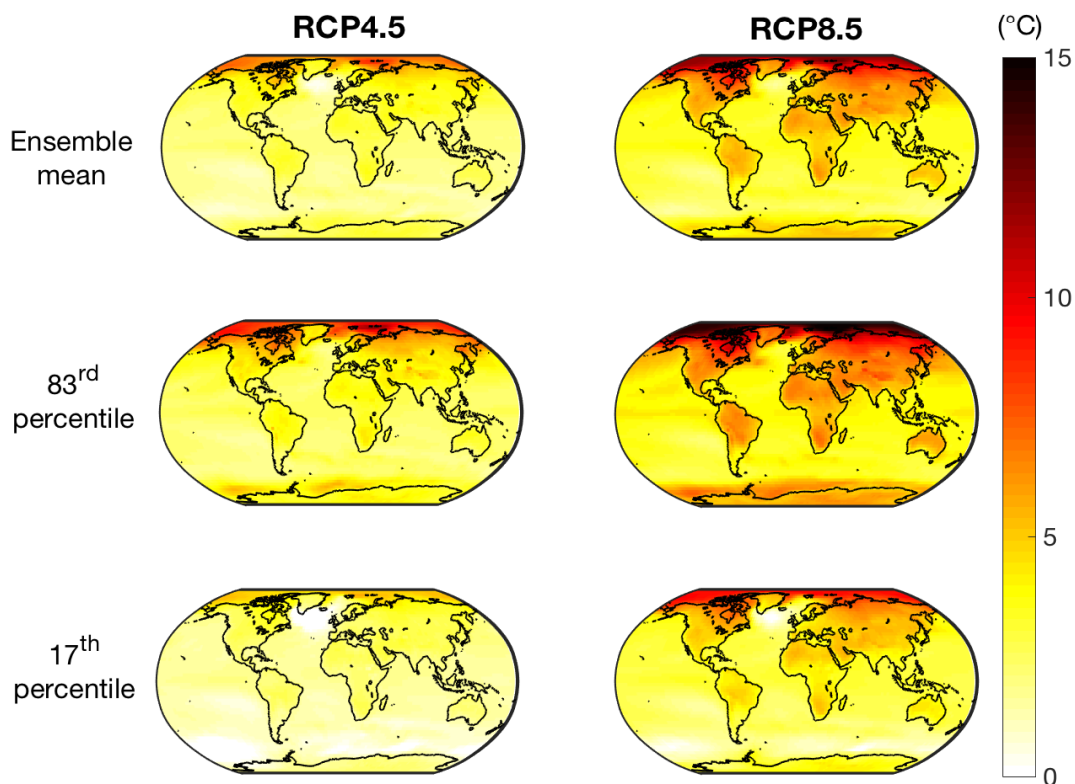 RCP4.5
RCP8.5
(°C)
15
Ensemble
mean
10
83rd
percentile
5
17th
percentile
0